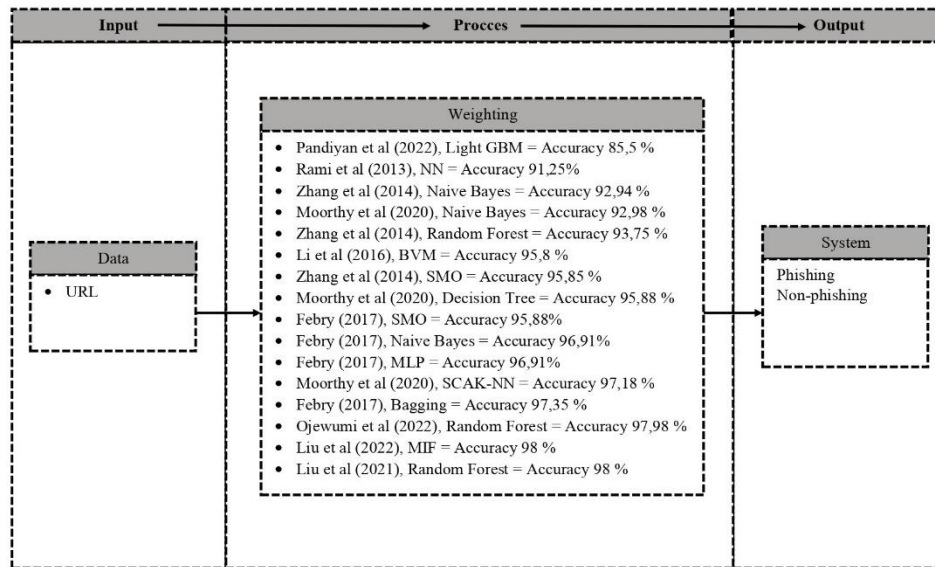 Input
Procces
Output
Weighting
• Pandiyan et al (2022), Light GBM = Accuracy 85,5 %
• Rami et al (2013), NN = Accuracy 91,25%
• Zhang et al (2014), Naive Bayes = Accuracy 92,94 %
• Moorthy et al (2020), Naive Bayes = Accuracy 92,98 %
• Zhang et al (2014), Random Forest = Accuracy 93,75 %
• Li et al (2016), BVM = Accuracy 95,8 %
• Zhang et al (2014), SMO = Accuracy 95,85 %
• Moorthy et al (2020), Decision Tree = Accuracy 95,88 %
• Febry (2017), SMO = Accuracy 95,88%
• Febry (2017), Naive Bayes = Accuracy 96,91%
• Febry (2017), MLP = Accuracy 96,91%
• Moorthy et al (2020), SCAK-NN = Accuracy 97,18 %
• Febry (2017), Bagging = Accuracy 97,35 %
• Ojewumi et al (2022), Random Forest = Accuracy 97,98 %
• Liu et al (2022), MIF = Accuracy 98 %
• Liu et al (2021), Random Forest = Accuracy 98 %
Data
• URL
System
Phishing
Non-phishing